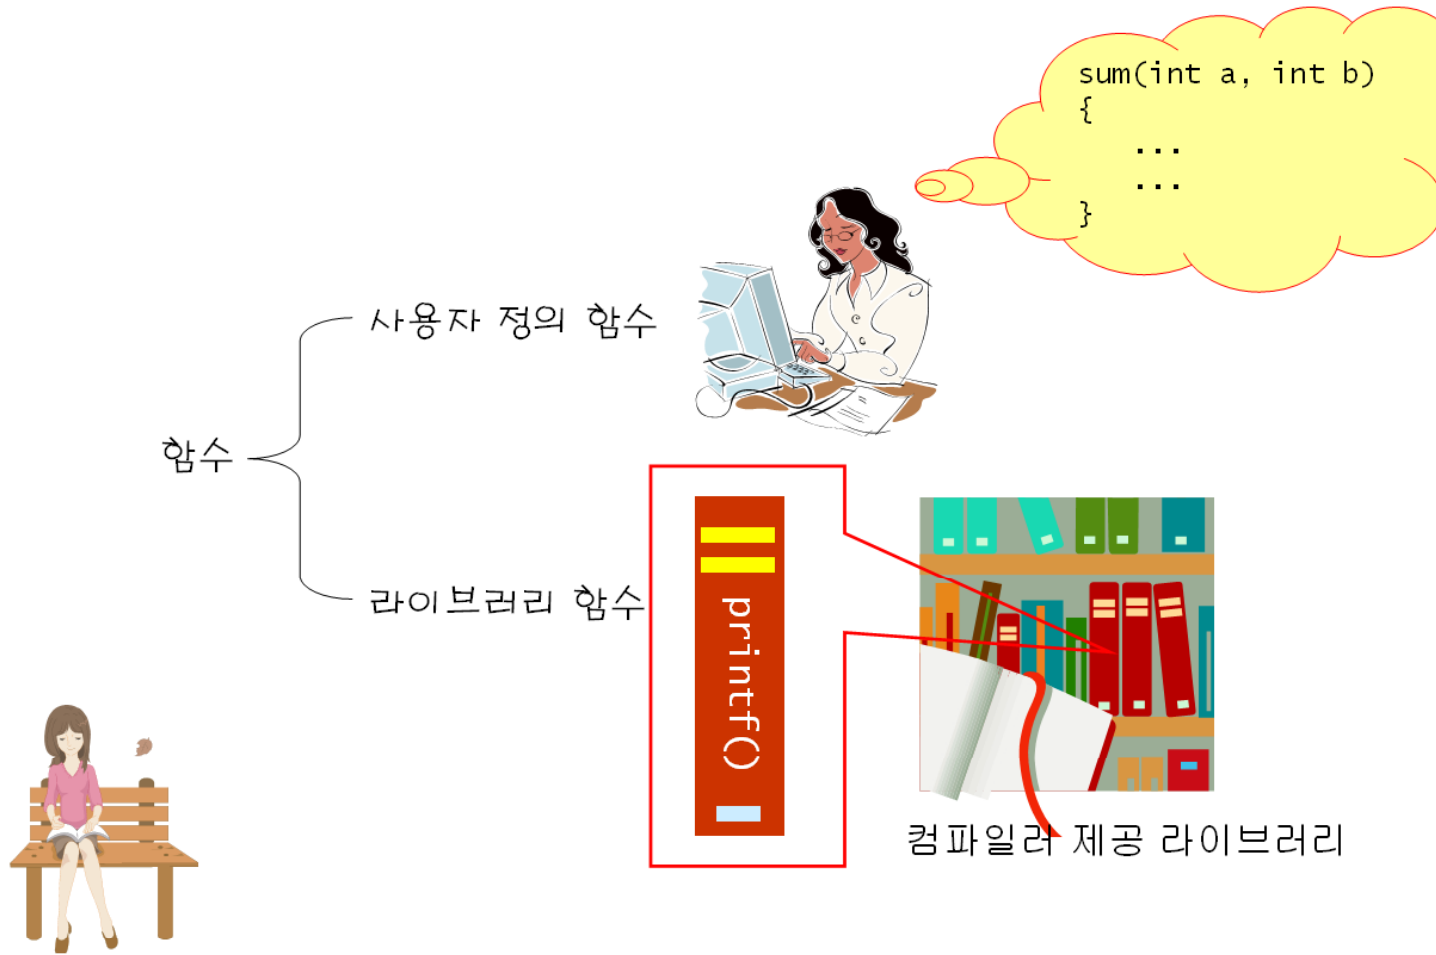 sum(int a, int b)
{
...
...
}
사용자 정의 함수
함수
라이브러리 함수
printf()
컴파일러 제공 라이브러리